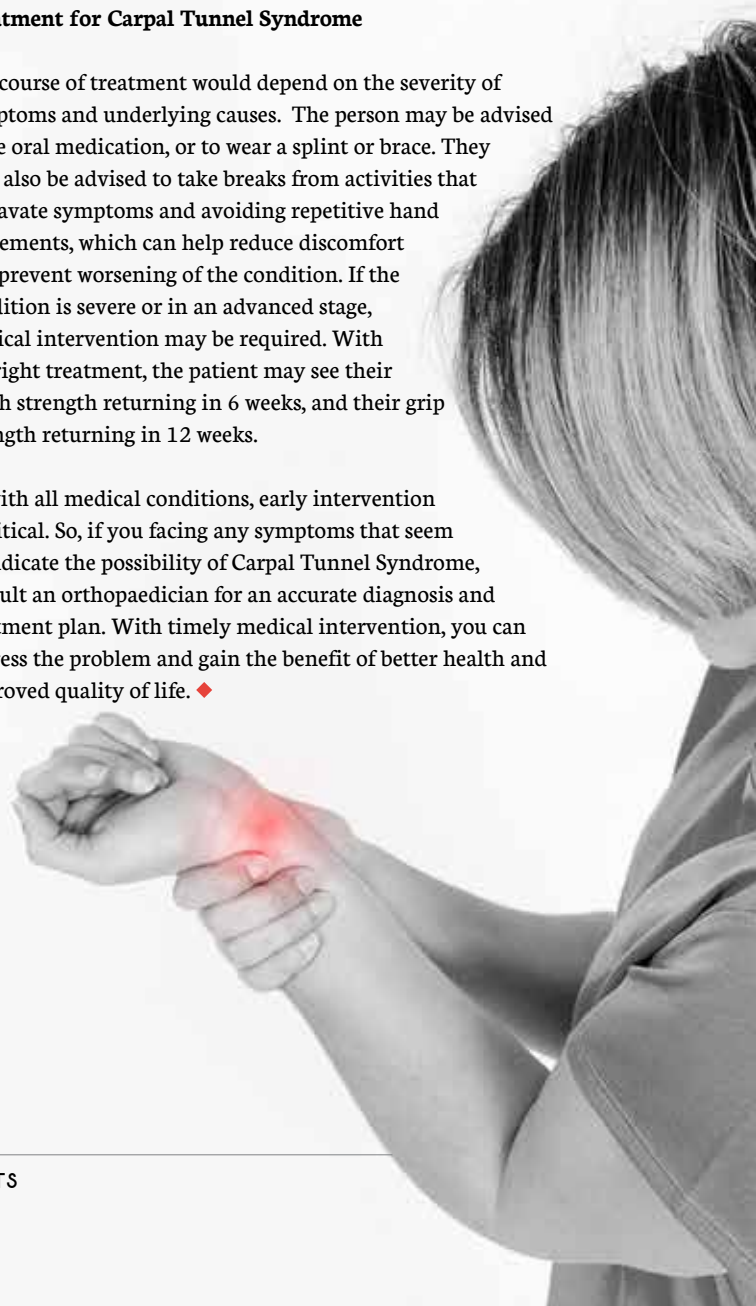 tment for Carpal Tunnel Syndrome
course of treatment would depend on the severity of
ptoms and underlying causes.  The person may be advised
e oral medication, or to wear a splint or brace. They
also be advised to take breaks from activities that
avate symptoms and avoiding repetitive hand
ements, which can help reduce discomfort
prevent worsening of the condition. If the
dition is severe or in an advanced stage,
ical intervention may be required. With
right treatment, the patient may see their
h strength returning in 6 weeks, and their grip
ngth returning in 12 weeks.
ith all medical conditions, early intervention
itical. So, if you facing any symptoms that seem
dicate the possibility of Carpal Tunnel Syndrome,
ult an orthopaedician for an accurate diagnosis and
tment plan. With timely medical intervention, you can
ress the problem and gain the benefit of better health and
roved quality of life.
TS